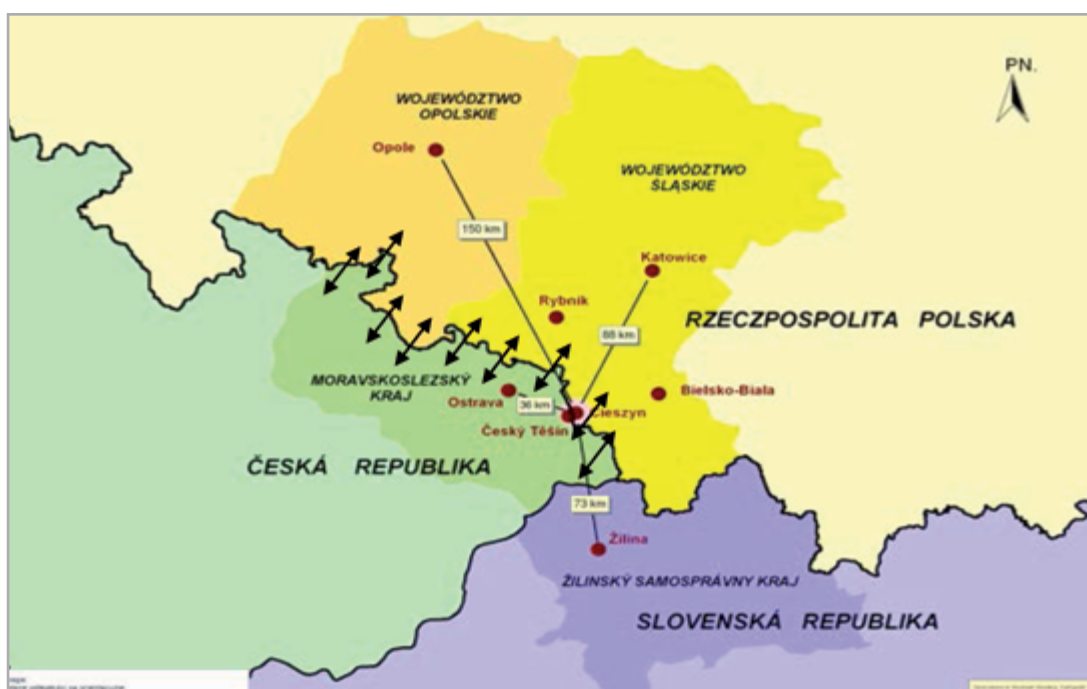 PN.
WOJEWÓDZTWO
OPOLSKIE
Opole
WOJEWÓDZTWO
ŚLĄSKIE
150 km
Katowice
Rybnik
88 km
RZECZPOSPOLITA POLSKA
MORAVSKOSLEZSKÝ
KRAJ
Ostrava
36 km
Cieszyn
Český Těšín
Bielsko-Biala
ČESKÁ REPUBLIKA
73 km
Žilina
ŽILINSKÝ SAMOSPRÁVNY KRAJ
SLOVENSKÁ REPUBLIKA